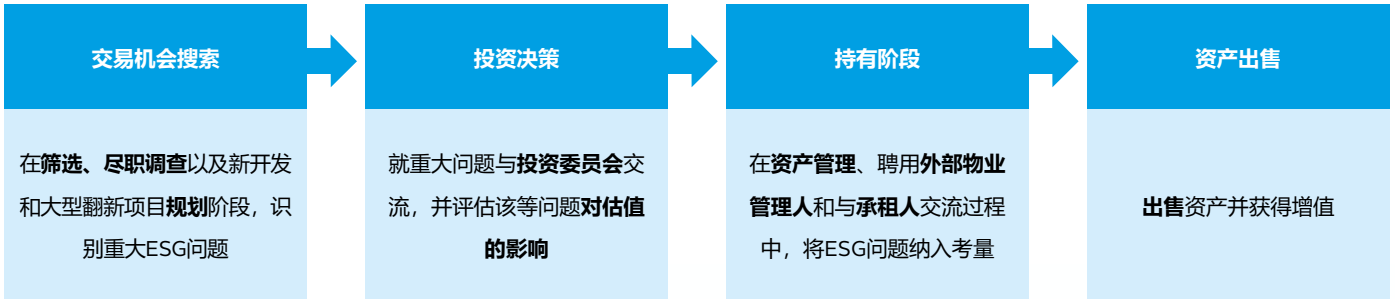 交易机会搜索
在筛选、尽职调查以及新开发
和大型翻新项目规划阶段，识
别重大ESG问题
投资决策
就重大问题与投资委员会交
流，并评估该等问题对估值
的影响
持有阶段
在资产管理、聘用外部物业
管理人和与承租人交流过程
中，将ESG问题纳入考量
资产出售
出售资产并获得增值